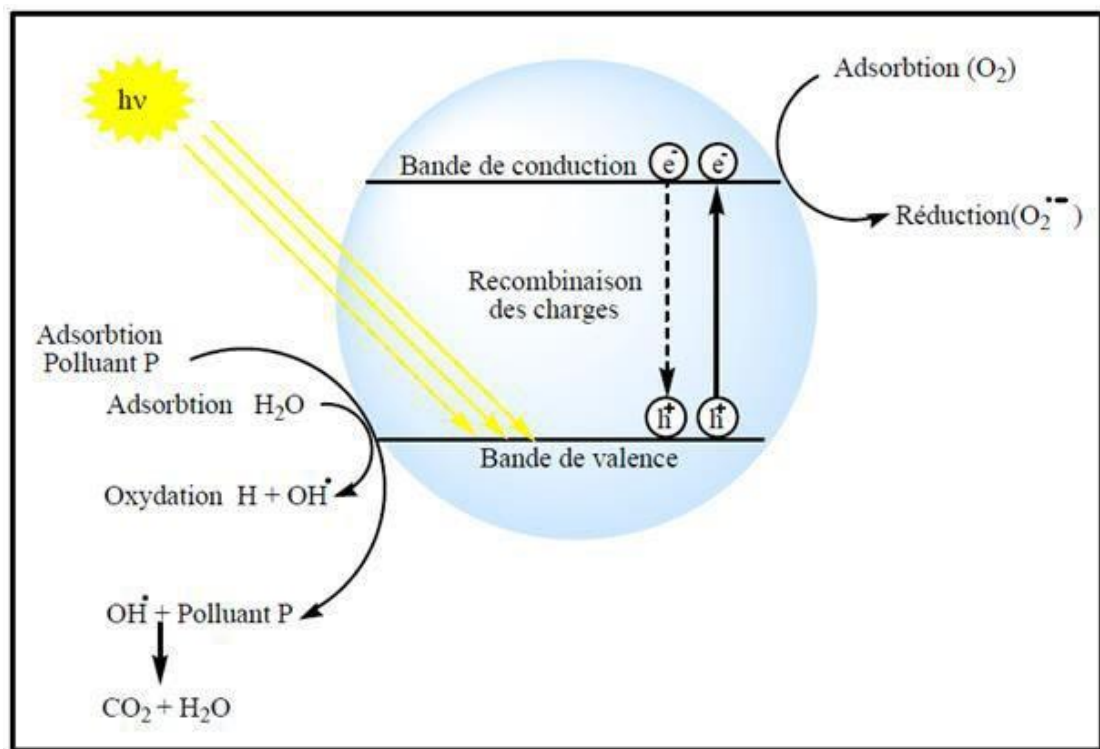 hν
Adsorbtion (O₂)
Bande de conduction e⁻ e⁻
Réduction(O₂•⁻)
Recombinaison
des charges
Adsorbtion
Polluant P
Adsorbtion H₂O
h⁺ h⁺
Bande de valence
Oxydation H + OH•
OH• + Polluant P
CO₂ + H₂O